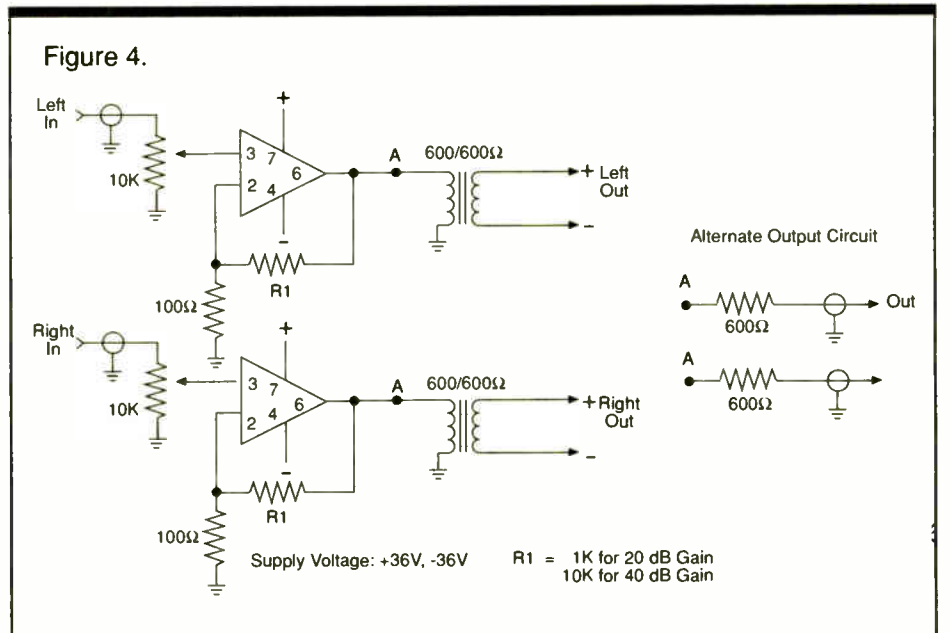 Figure 4.
Left
In
10K
3
7
6
2
4
+
-
A
600/600Ω
+ Left
Out
-
R1
100Ω
Alternate Output Circuit
A
600Ω
Out
A
600Ω
Right
In
10K
3
7
6
2
4
+
-
A
600/600Ω
+ Right
Out
-
R1
100Ω
Supply Voltage: +36V, -36V
R1 = 1K for 20 dB Gain
10K for 40 dB Gain